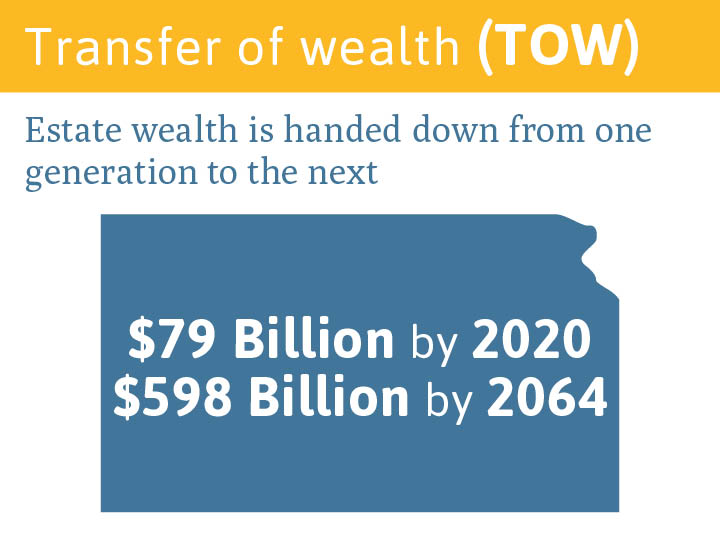 Transfer of wealth (TOW)
Estate wealth is handed down from one
generation to the next
$79 Billion by 2020
$598 Billion by 2064